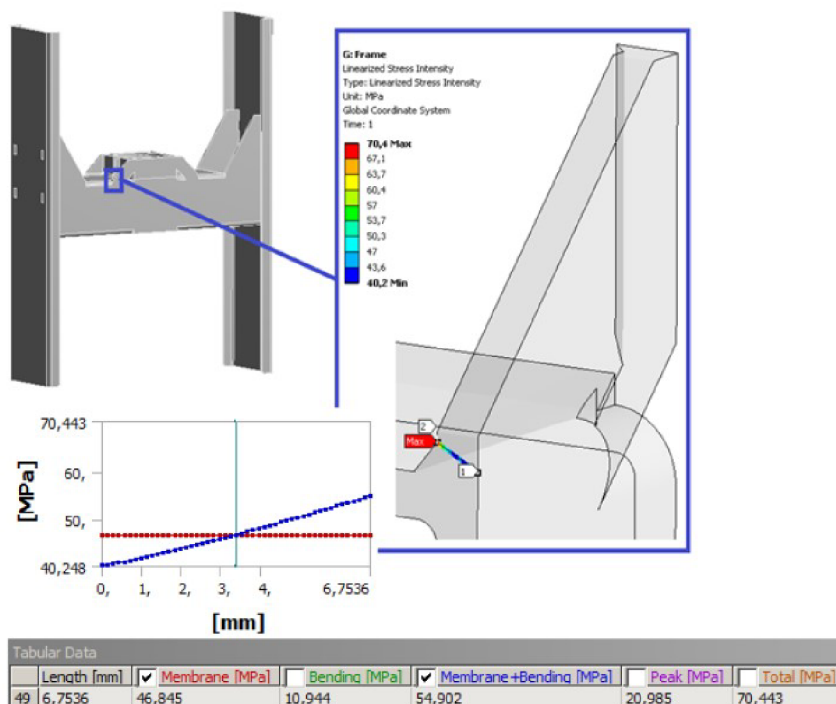 G: Frame
Linearized Stress Intensity
Type: Linearized Stress Intensity
Unit: MPa
Global Coordinate System
Time: 1
70,4 Max
67,1
63,7
60,4
57
53,7
50,3
47
43,6
40,2 Min
2
Max
1
70,443
60,
50,
40,248
[MPa]
0, 1, 2, 3, 4, 6,7536
[mm]
Tabular Data
Length [mm] Membrane [MPa] Bending [MPa] Membrane+Bending [MPa] Peak [MPa] Total [MPa]
49 6,7536 46,845 10,944 54,902 20,985 70,443